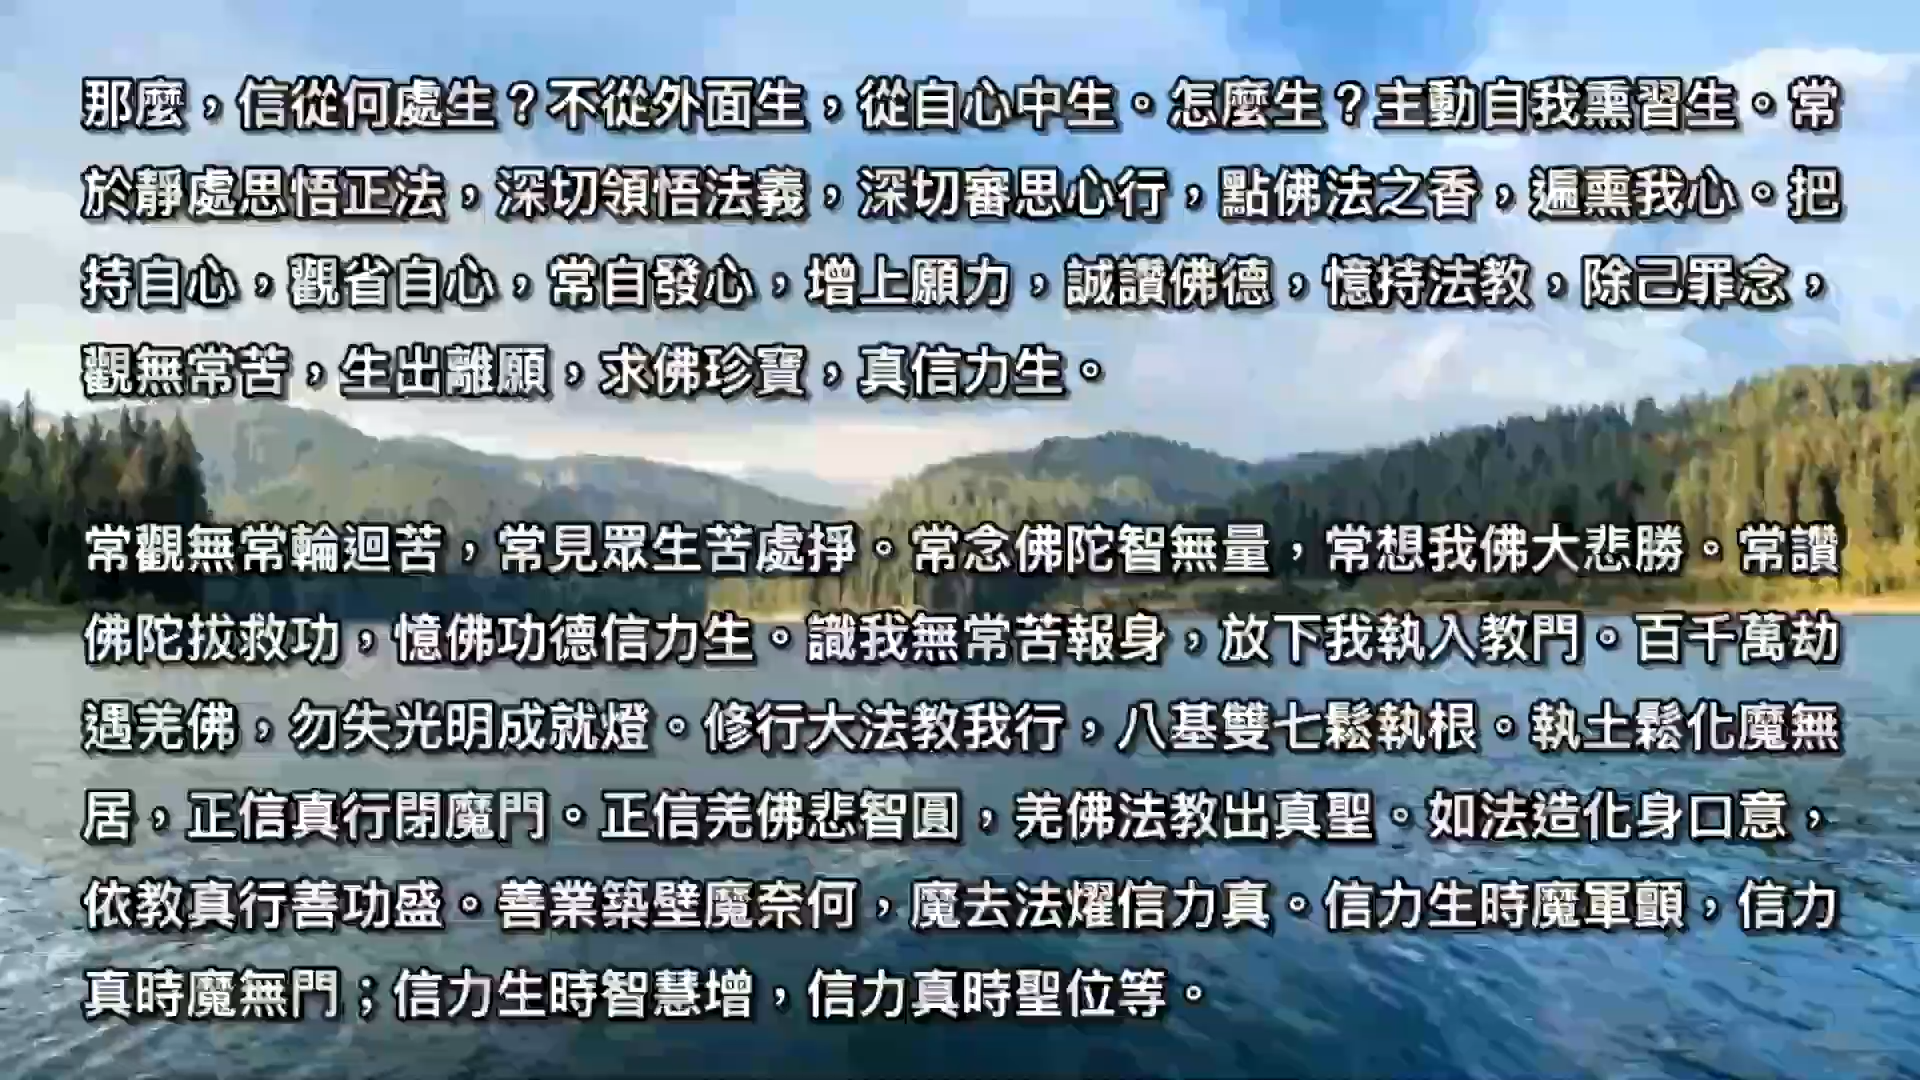 那麼，信從何處生？不從外面生，從自心中生。怎麼生？主動自我熏習生。常
於靜處思悟正法，深切領悟法義，深切審思心行，點佛法之香，遍熏我心。把
持自心，觀省自心，常自發心，增上願力，誠讚佛德，憶持法教，除己罪念，
觀無常苦，生出離願，求佛珍寶，真信力生。
常觀無常輪迴苦，常見眾生苦處掙。常念佛陀智無量，常想我佛大悲勝。常讚
佛陀拔救功，憶佛功德信力生。識我無常苦報身，放下我執入教門。百千萬劫
遇羌佛，勿失光明成就燈。修行大法教我行，八基雙七鬆執根。執土鬆化魔無
居，正信真行閉魔門。正信羌佛悲智圓，羌佛法教出真聖。如法造化身口意，
依教真行善功盛。善業築壁魔奈何，魔去法燿信力真。信力生時魔軍顫，信力
真時魔無門；信力生時智慧增，信力真時聖位等。